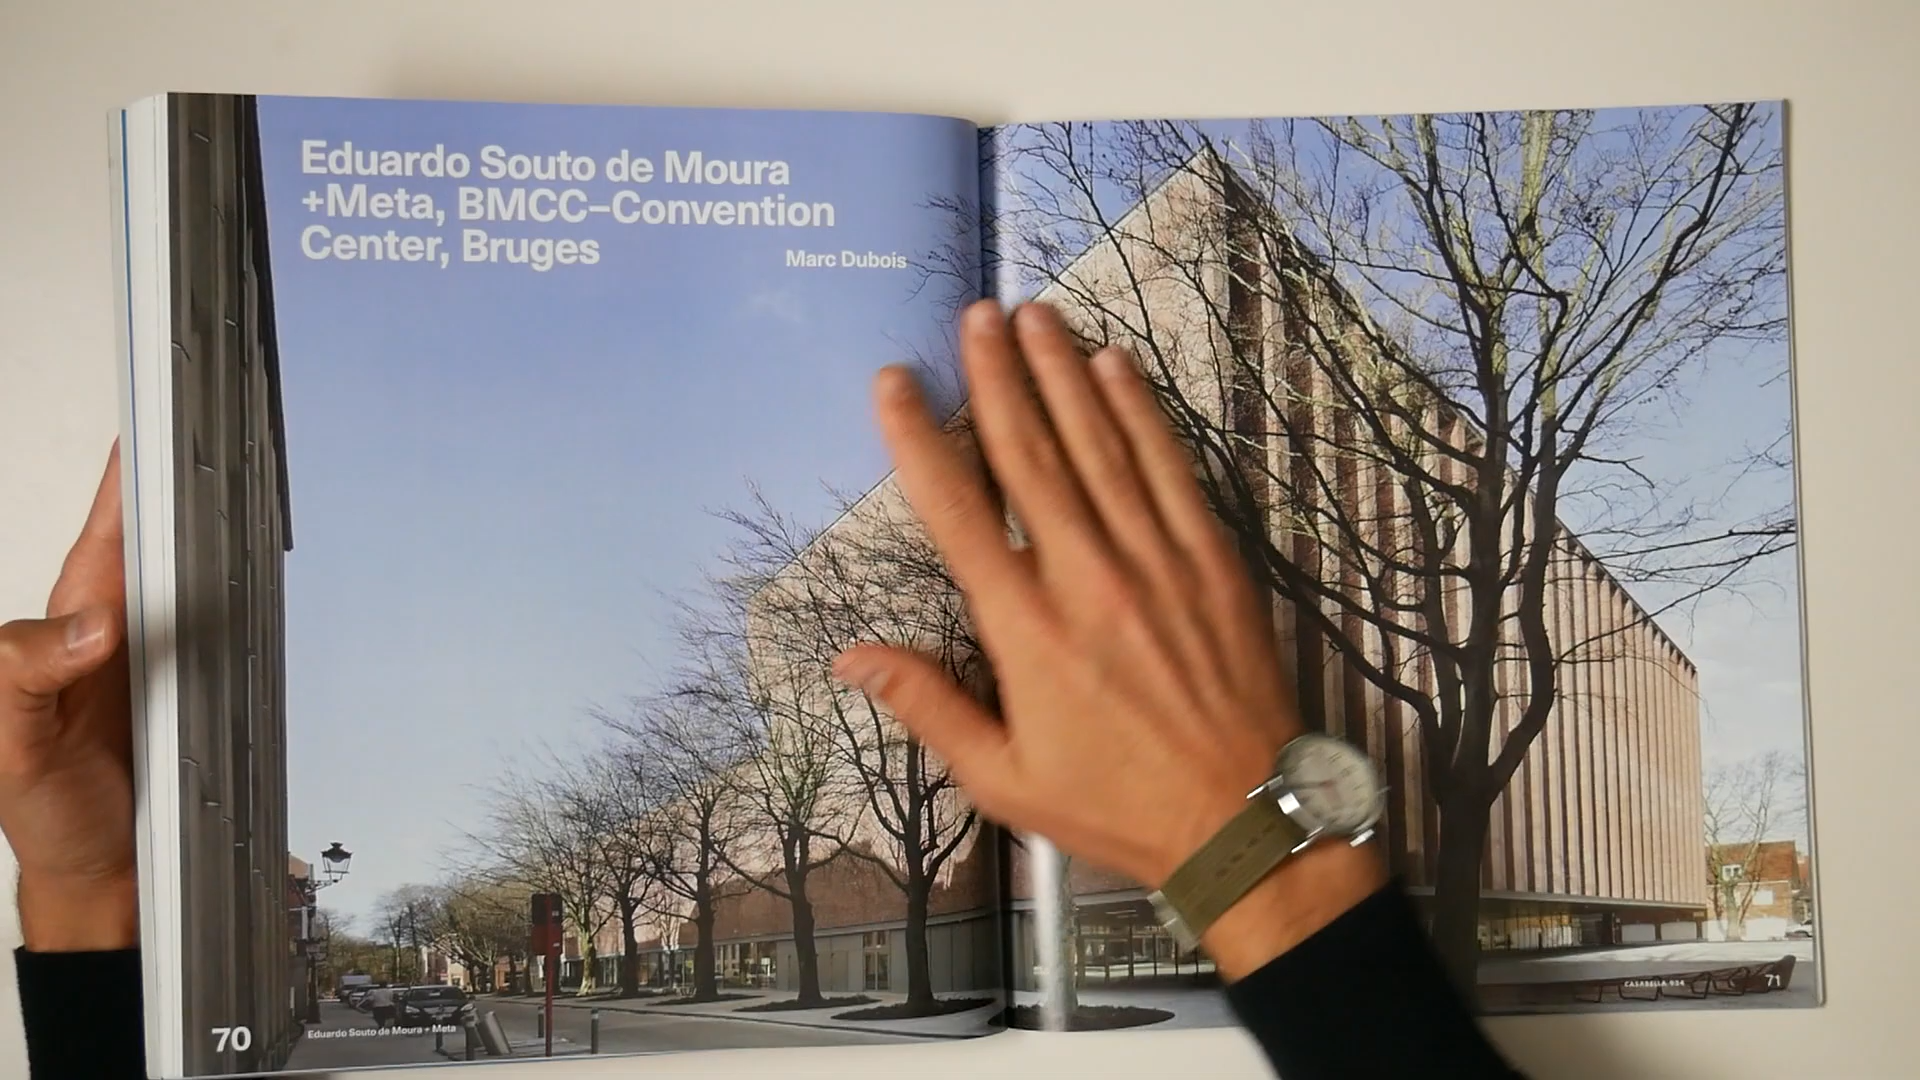 Eduardo Souto de Moura
+Meta, BMCC–Convention
Center, Bruges
Marc Dubois
70
Eduardo Souto de Moura + Meta
CASABELLA 934
71